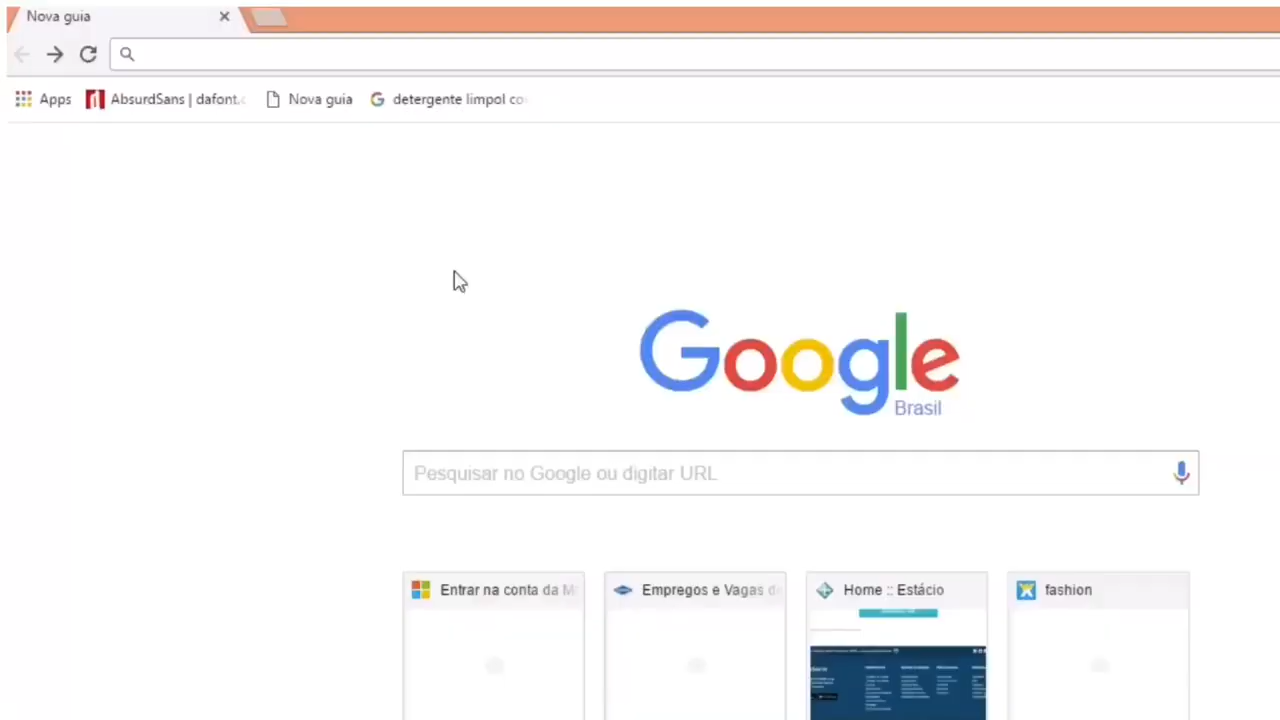 Nova guia
Apps AbsurdSans | dafont.c Nova guia detergente limpol co
Google
Brasil
Pesquisar no Google ou digitar URL
Entrar na conta da M Empregos e Vagas d Home :: Estácio fashion